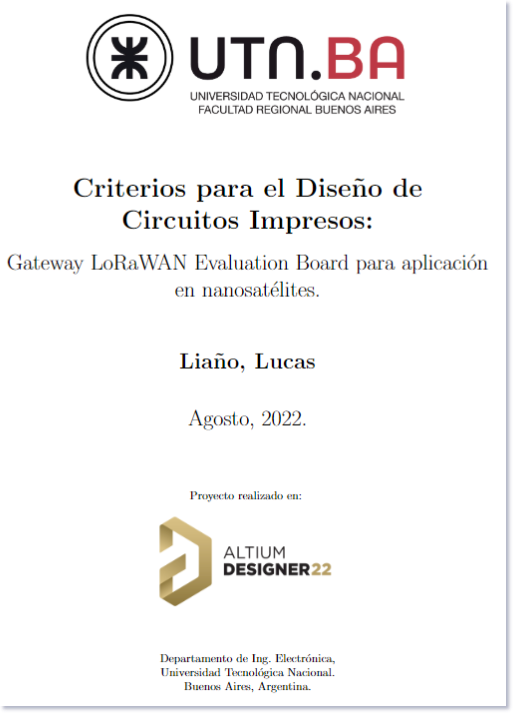 UTN.BA
UNIVERSIDAD TECNOLÓGICA NACIONAL
FACULTAD REGIONAL BUENOS AIRES
Criterios para el Diseño de
Circuitos Impresos:
Gateway LoRaWAN Evaluation Board para aplicación
en nanosatélites.
Liaño, Lucas
Agosto, 2022.
Proyecto realizado en:
ALTIUM
DESIGNER22
Departamento de Ing. Electrónica,
Universidad Tecnológica Nacional.
Buenos Aires, Argentina.